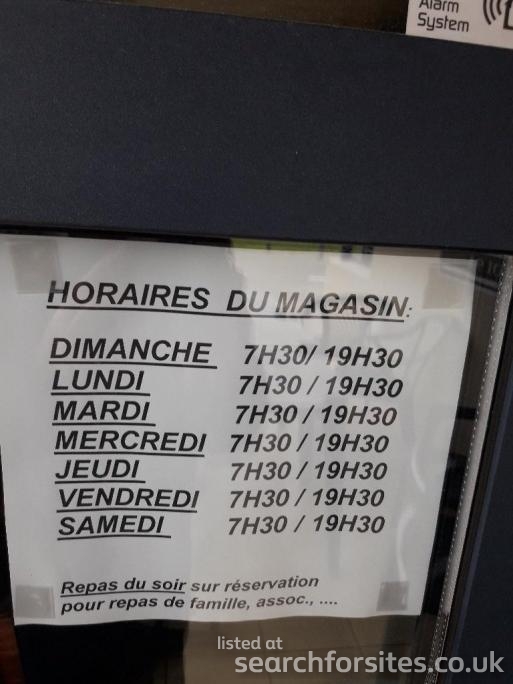 Alarm
System
HORAIRES DU MAGASIN:
DIMANCHE 7H30/ 19H30
LUNDI 7H30 / 19H30
MARDI 7H30 / 19H30
MERCREDI 7H30 / 19H30
JEUDI 7H30 / 19H30
VENDREDI 7H30 / 19H30
SAMEDI 7H30 / 19H30
Repas du soir sur réservation
pour repas de famille, assoc., ....
listed at
searchforsites.co.uk